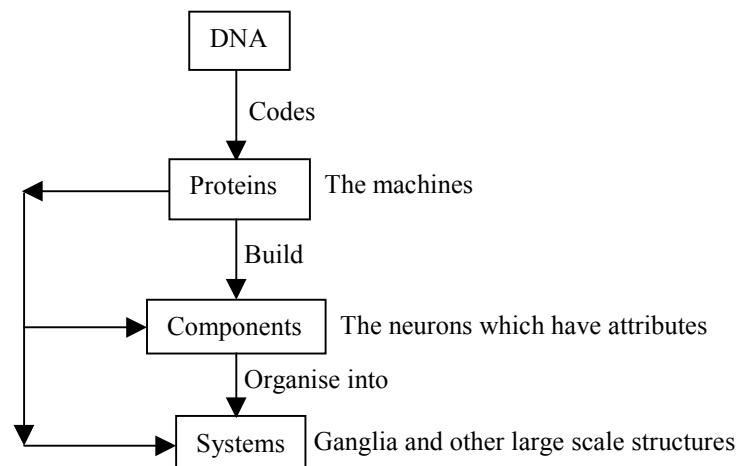 DNA
Codes
Proteins The machines
Build
Components The neurons which have attributes
Organise into
Systems Ganglia and other large scale structures